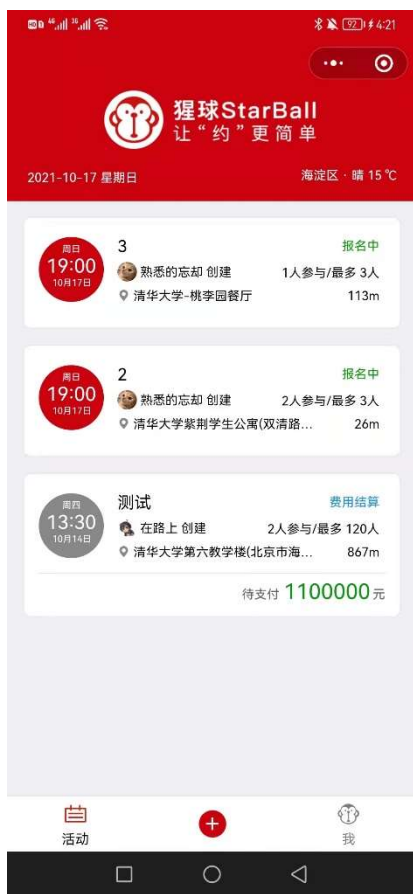 HD 4G 3G 92 4:21
猩球StarBall
让“约”更简单
2021-10-17 星期日 海淀区·晴 15℃
周日 19:00 10月17日
3 报名中
熟悉的忘却 创建 1人参与/最多 3人
清华大学-桃李园餐厅 113m
周日 19:00 10月17日
2 报名中
熟悉的忘却 创建 2人参与/最多 3人
清华大学紫荆学生公寓(双清路... 26m
周四 13:30 10月14日
测试 费用结算
在路上 创建 2人参与/最多 120人
清华大学第六教学楼(北京市海... 867m
待支付 1100000 元
活动 我